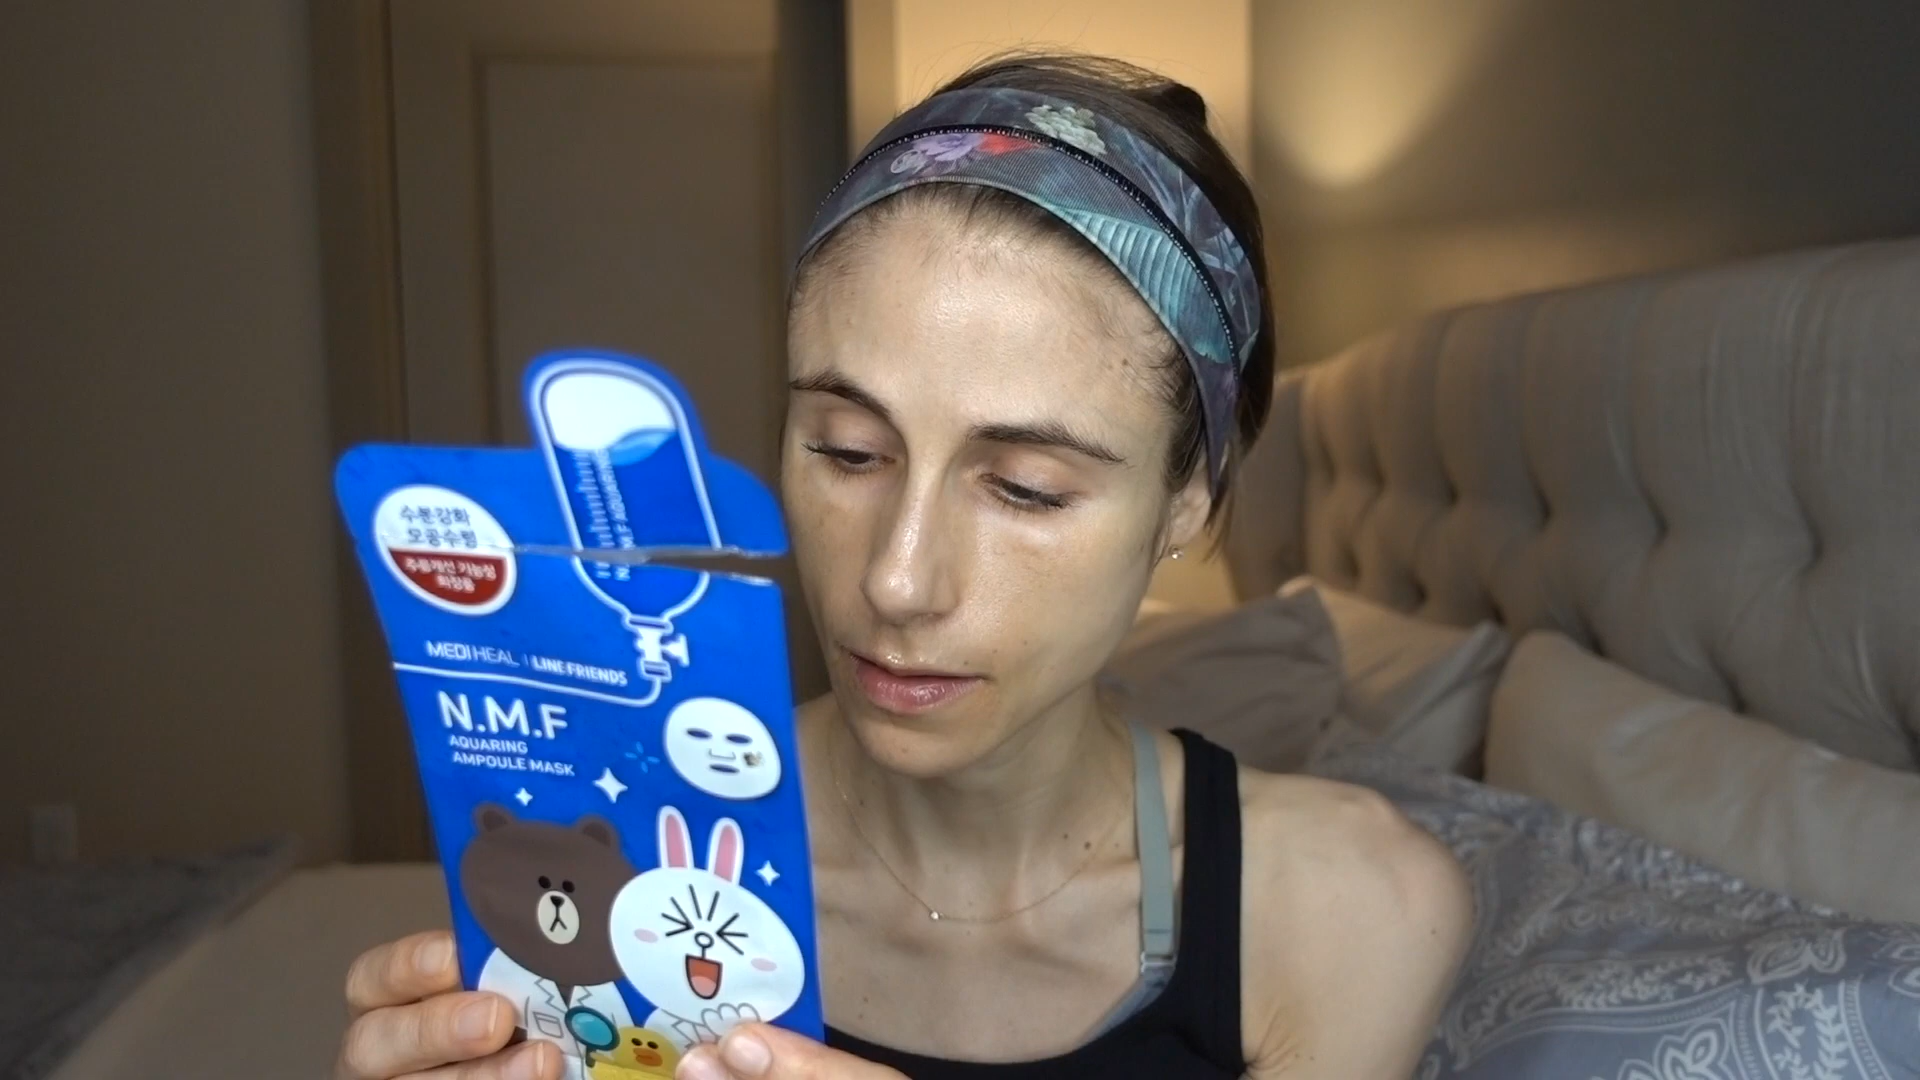 수분강화
모공수렴
주름개선 기능성
화장품
N.M.F AQUARING
MEDIHEAL | LINE FRIENDS
N.M.F
AQUARING
AMPOULE MASK